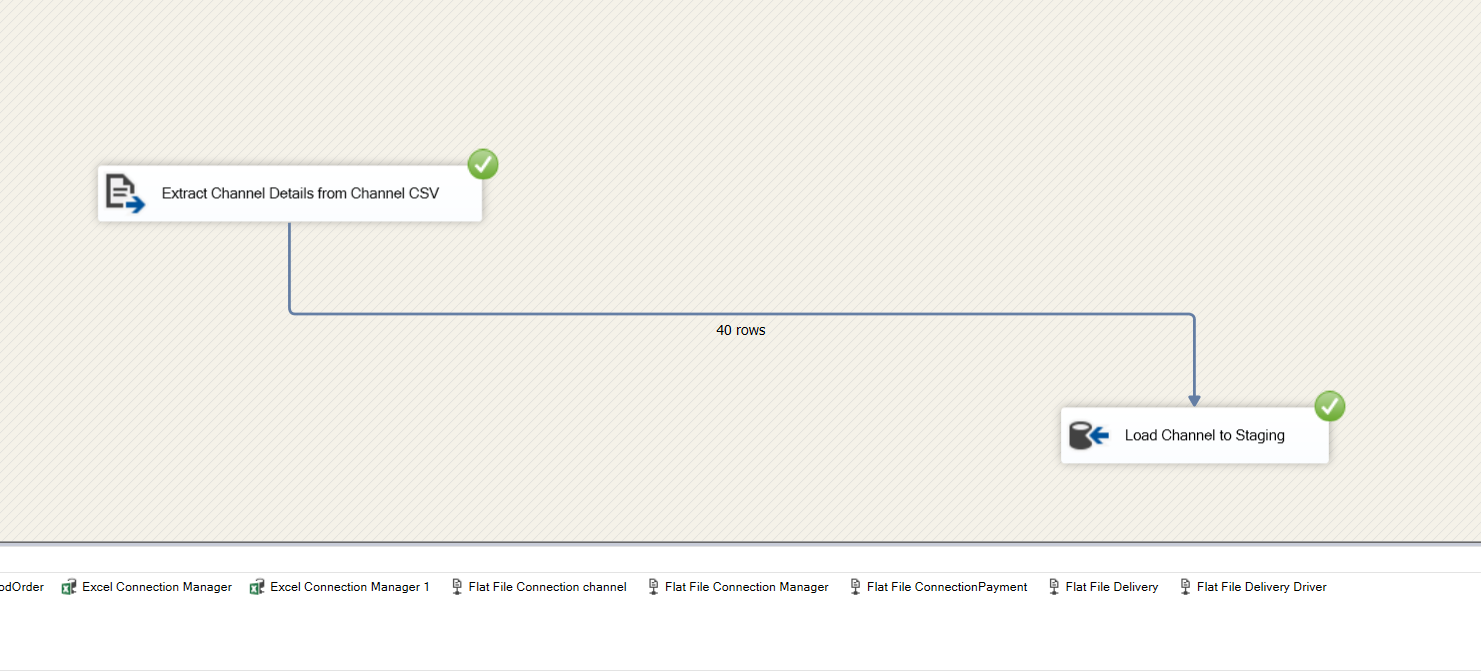 Extract Channel Details from Channel CSV
40 rows
Load Channel to Staging
odOrder Excel Connection Manager Excel Connection Manager 1 Flat File Connection channel Flat File Connection Manager Flat File ConnectionPayment Flat File Delivery Flat File Delivery Driver